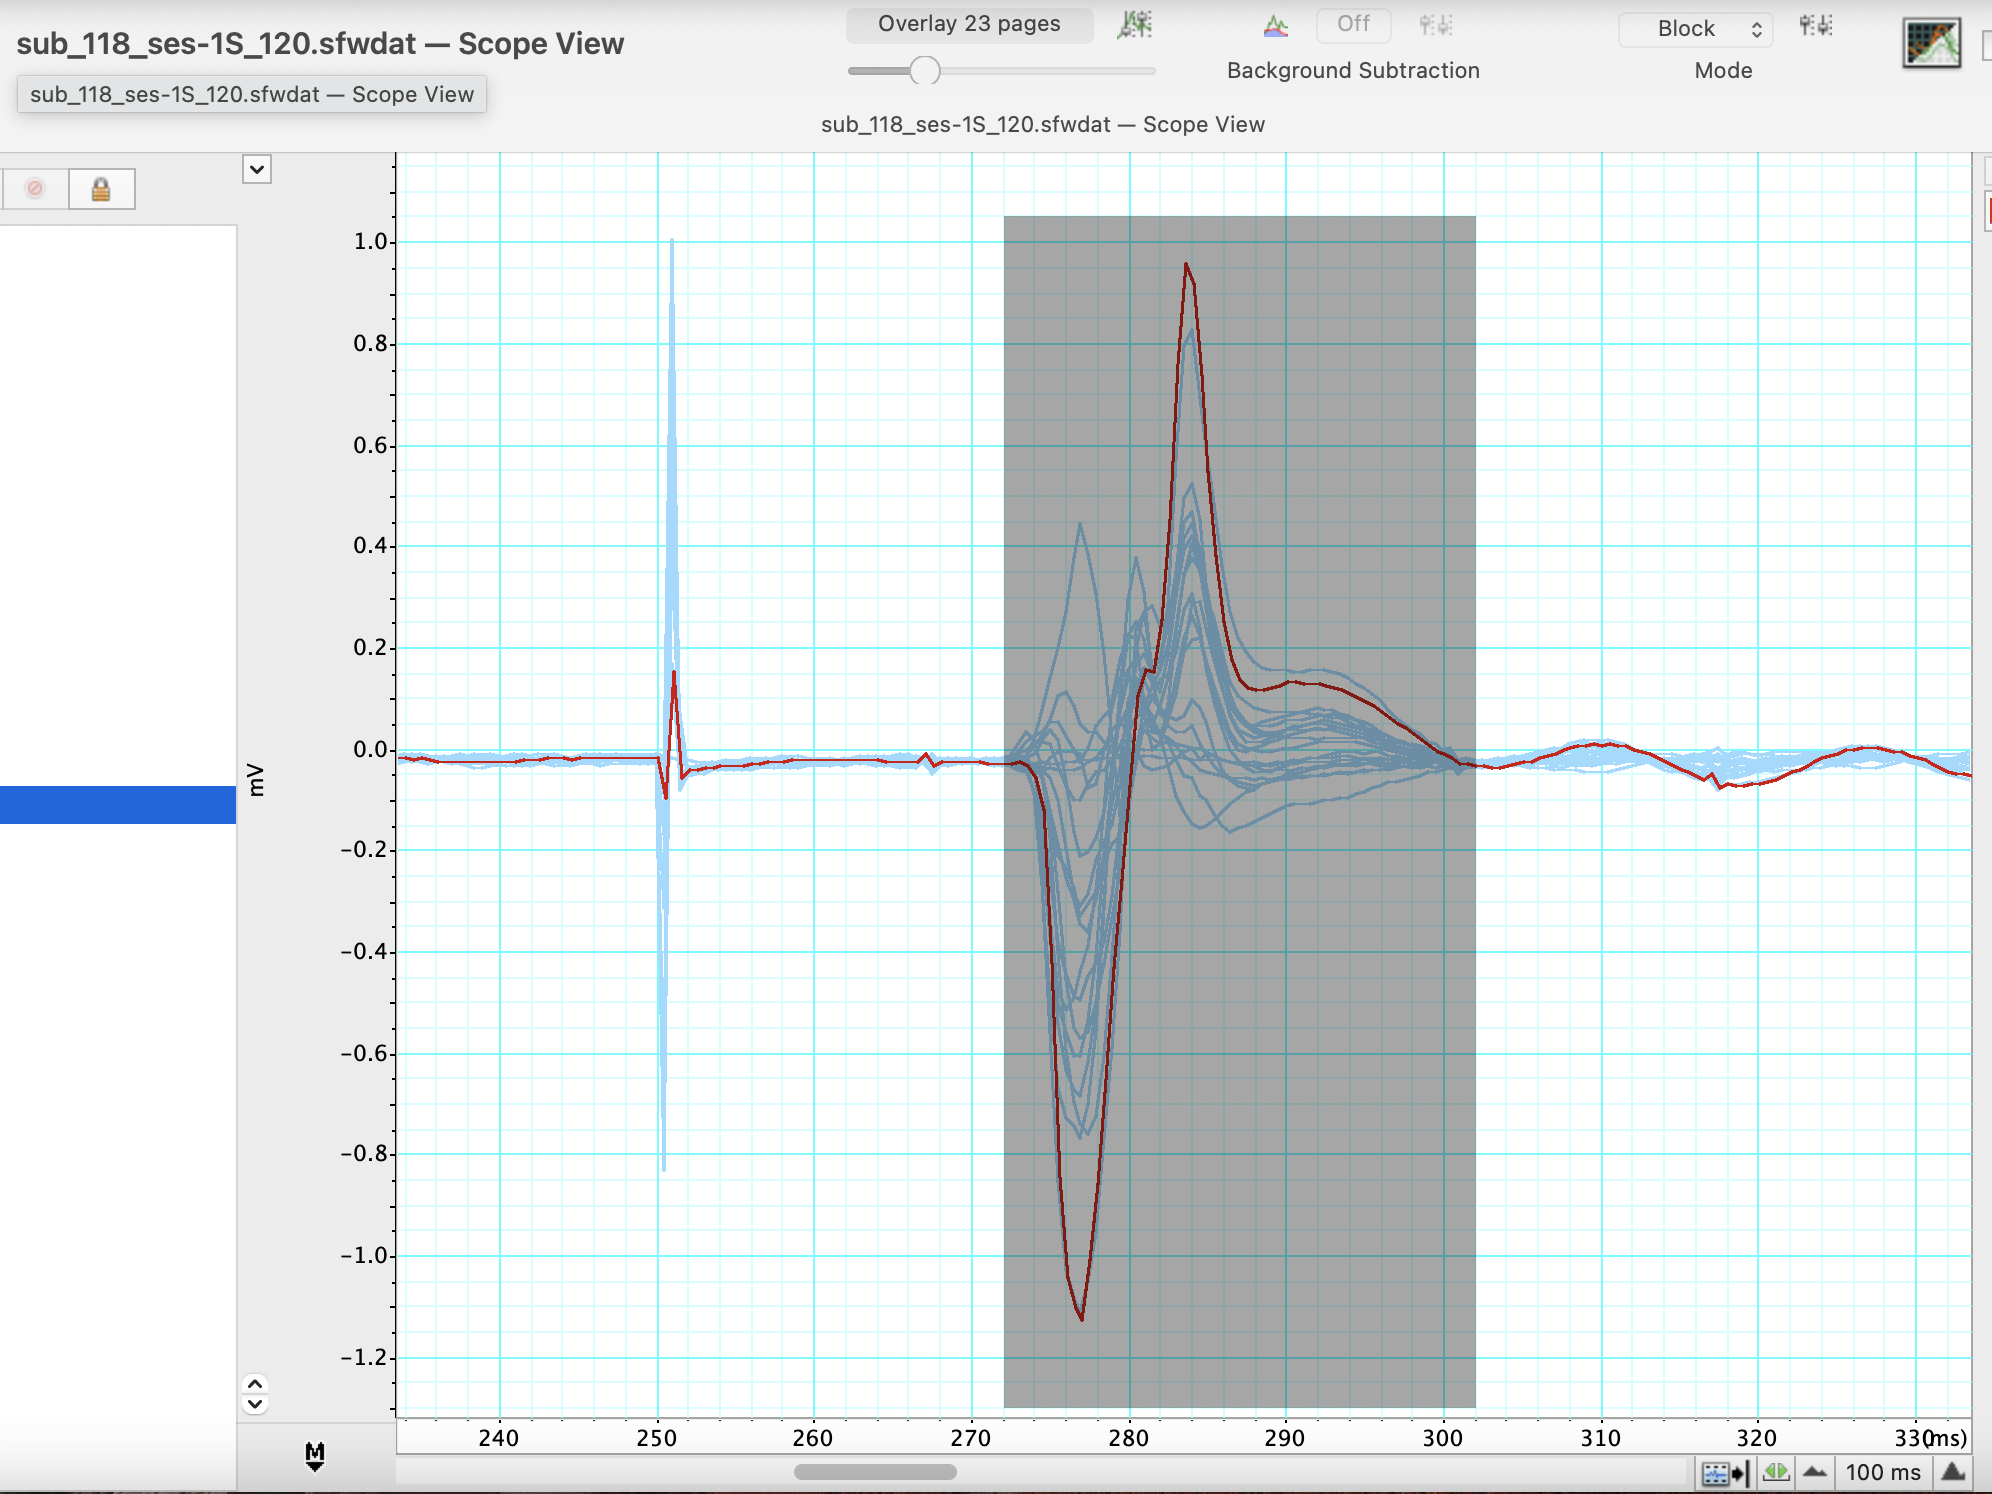 sub_118_ses-1S_120.sfwdat — Scope View
Overlay 23 pages
Off
Block
Background Subtraction
Mode
sub_118_ses-1S_120.sfwdat — Scope View
sub_118_ses-1S_120.sfwdat — Scope View
1.0
0.8
0.6
0.4
0.2
0.0
mV
−0.2
−0.4
−0.6
−0.8
−1.0
−1.2
M
240 250 260 270 280 290 300 310 320 330 (ms)
100 ms